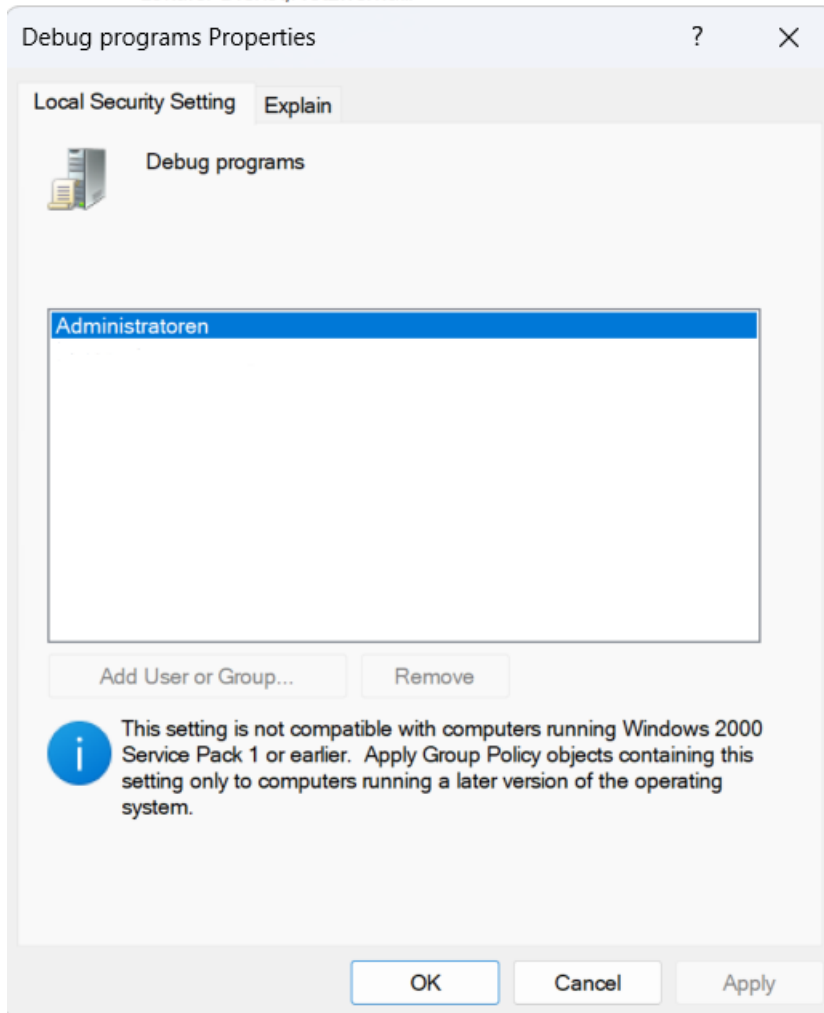 Debug programs Properties
?
Local Security Setting
Explain
Debug programs
Administratoren
Add User or Group...
Remove
This setting is not compatible with computers running Windows 2000
Service Pack 1 or earlier.  Apply Group Policy objects containing this
setting only to computers running a later version of the operating
system.
OK
Cancel
Apply